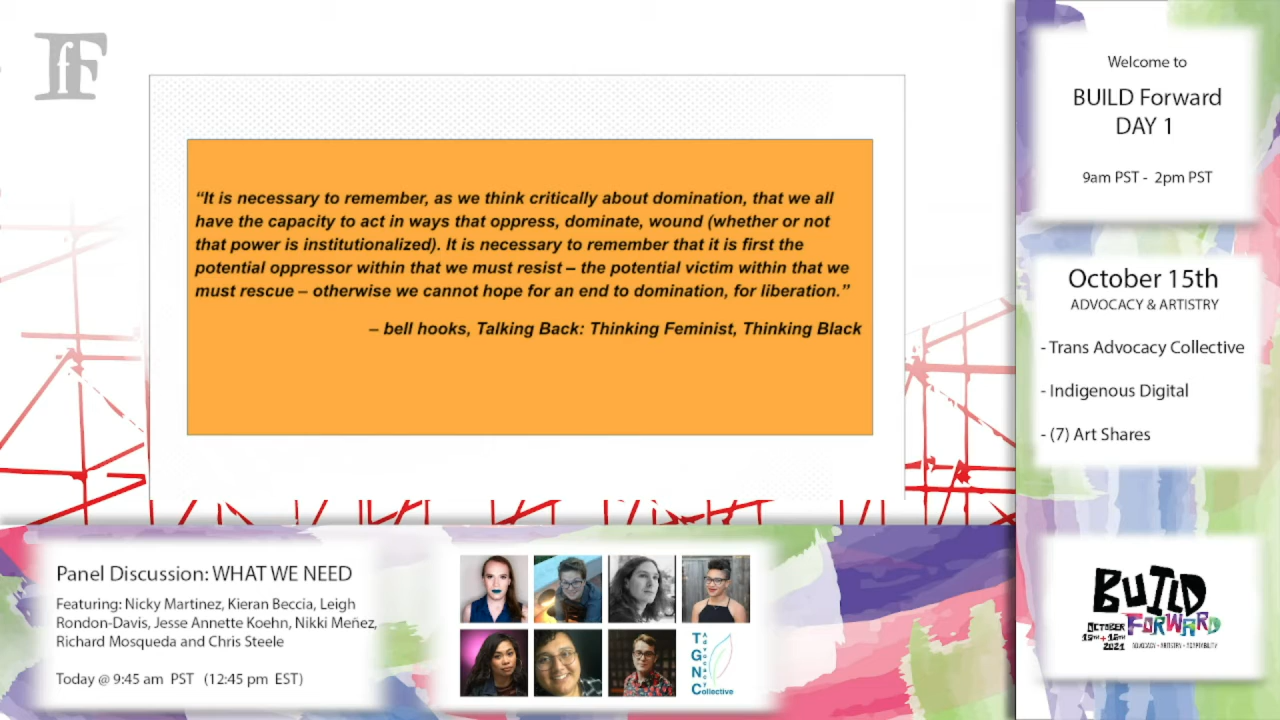 fF
“It is necessary to remember, as we think critically about domination, that we all
have the capacity to act in ways that oppress, dominate, wound (whether or not
that power is institutionalized). It is necessary to remember that it is first the
potential oppressor within that we must resist – the potential victim within that we
must rescue – otherwise we cannot hope for an end to domination, for liberation.”
– bell hooks, Talking Back: Thinking Feminist, Thinking Black
Welcome to
BUILD Forward
DAY 1
9am PST - 2pm PST
October 15th
ADVOCACY & ARTISTRY
- Trans Advocacy Collective
- Indigenous Digital
- (7) Art Shares
Panel Discussion: WHAT WE NEED
Featuring: Nicky Martinez, Kieran Beccia, Leigh
Rondon-Davis, Jesse Annette Koehn, Nikki Meñez,
Richard Mosqueda and Chris Steele
Today @ 9:45 am PST (12:45 pm EST)
TGNC
Advocacy
Collective
BUILD
FORWARD
OCTOBER
15TH + 16TH
2021
ADVOCACY • ARTISTRY • ADAPTABILITY